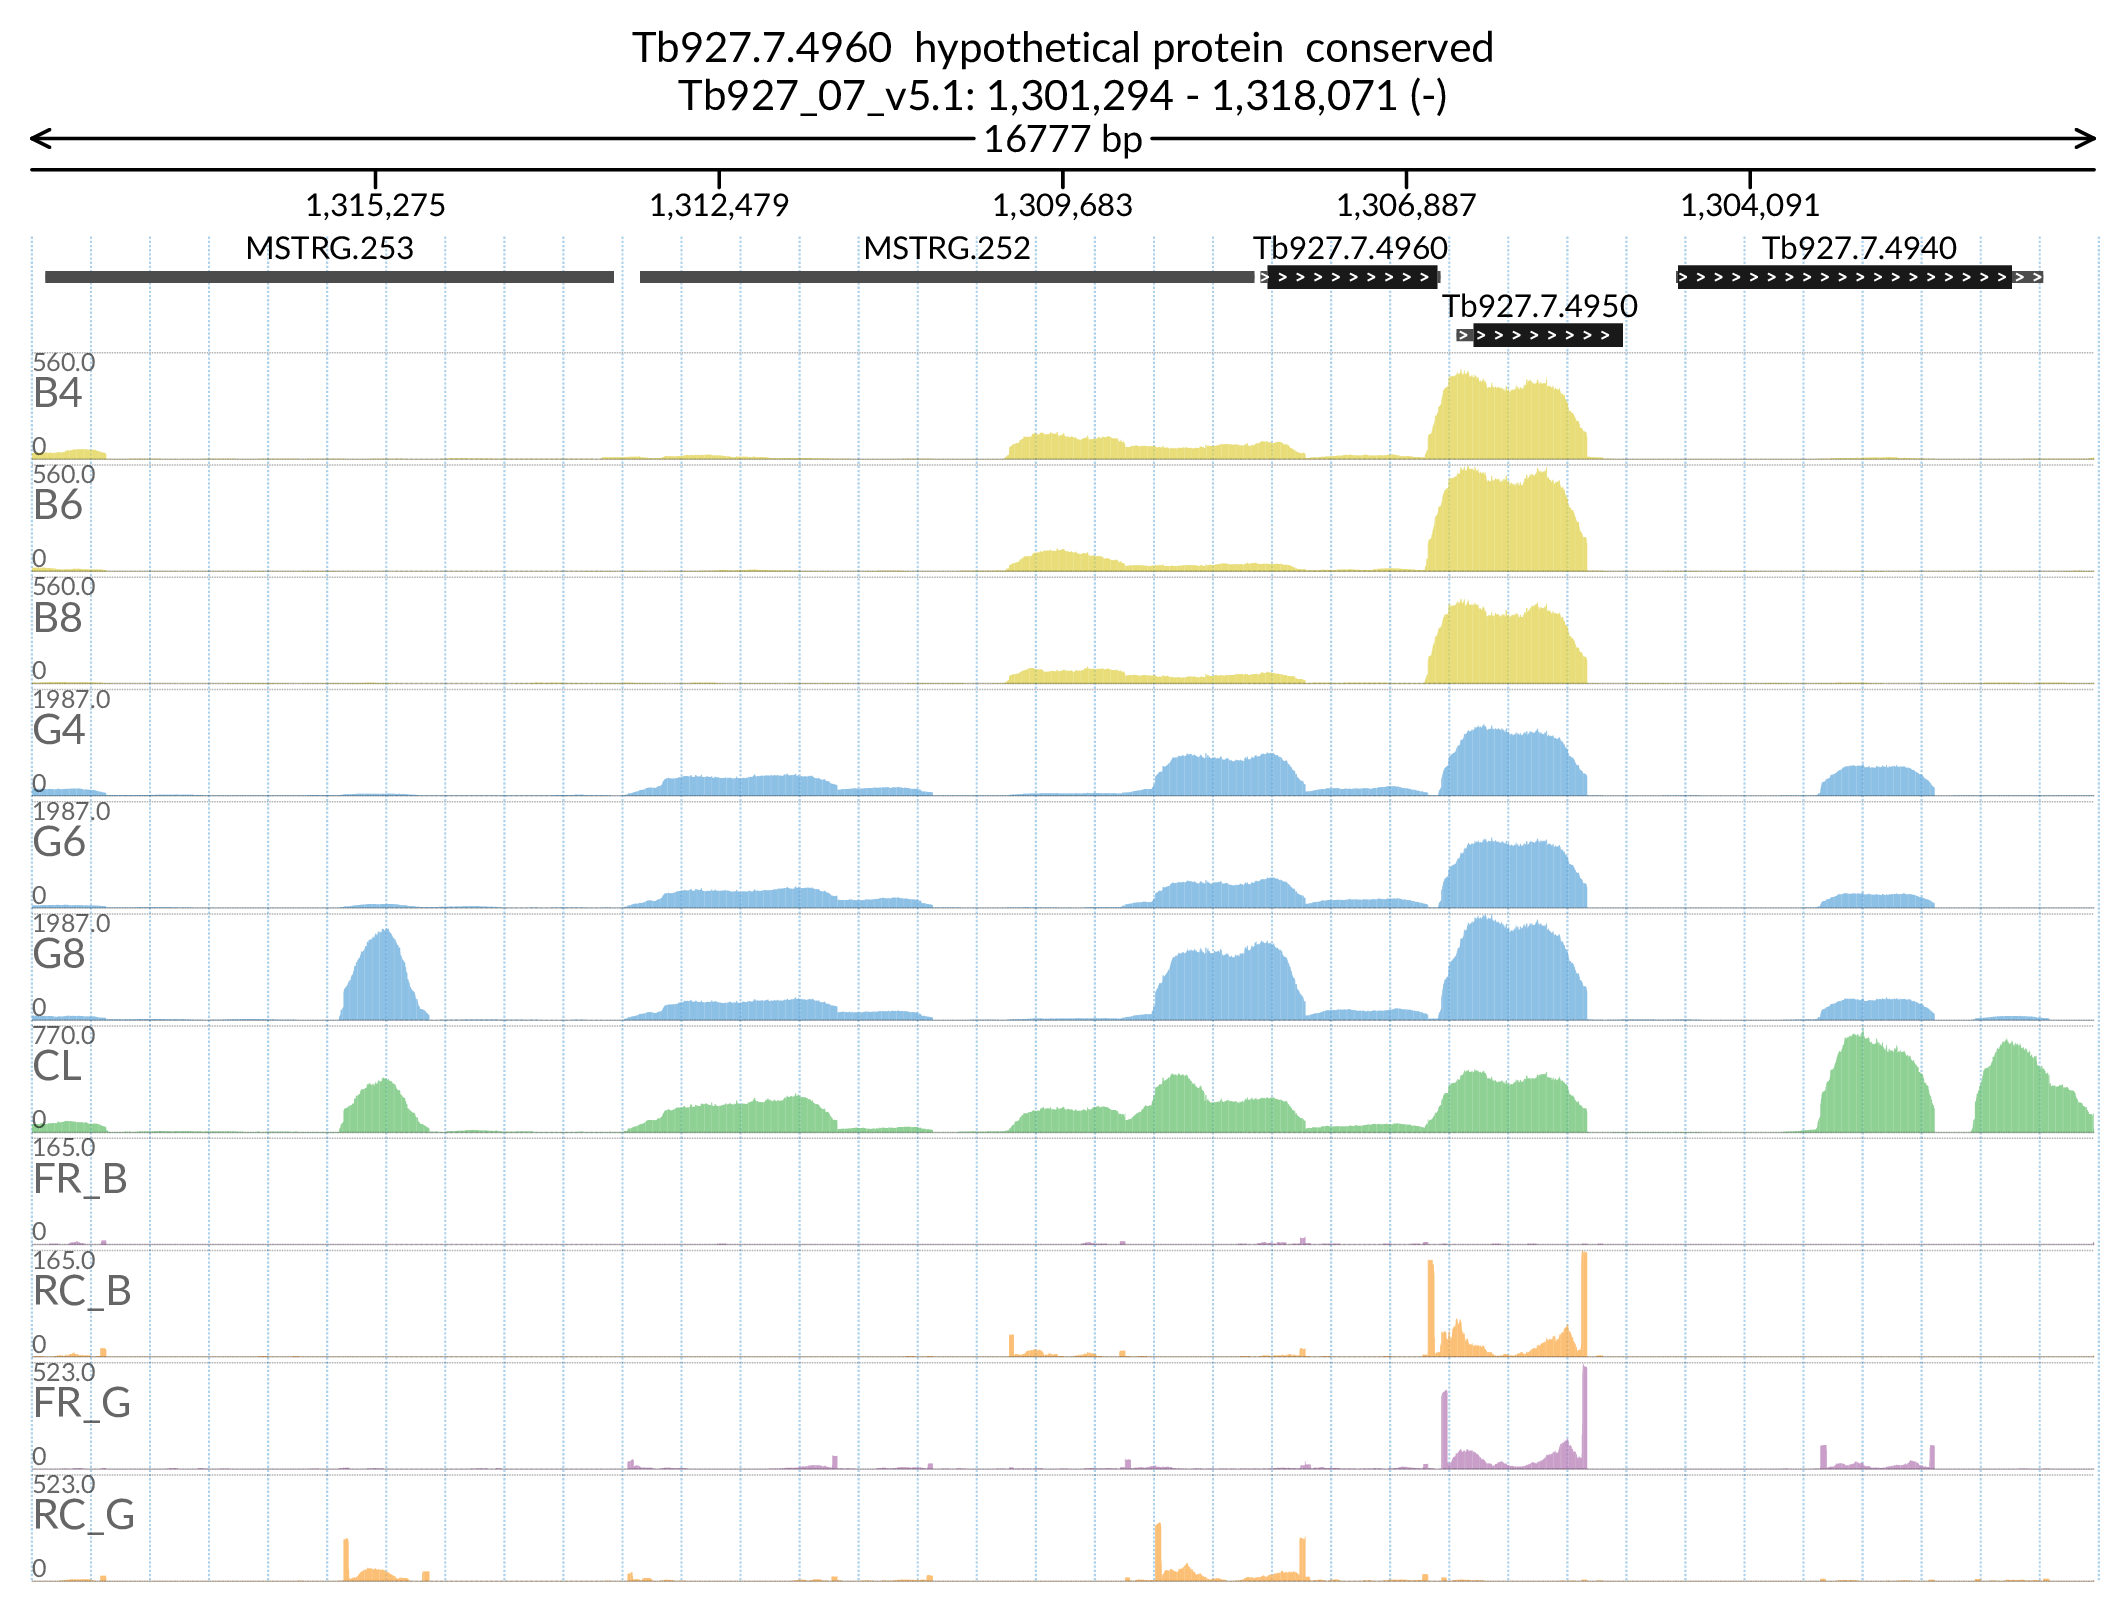 Tb927.7.4960  hypothetical protein  conserved
Tb927_07_v5.1: 1,301,294 - 1,318,071 (-)
16777 bp
1,315,275 1,312,479 1,309,683 1,306,887 1,304,091
MSTRG.253 MSTRG.252 Tb927.7.4960 Tb927.7.4940
Tb927.7.4950
560.0
B4
0
560.0
B6
0
560.0
B8
0
1987.0
G4
0
1987.0
G6
0
1987.0
G8
0
770.0
CL
0
165.0
FR_B
0
165.0
RC_B
0
523.0
FR_G
0
523.0
RC_G
0